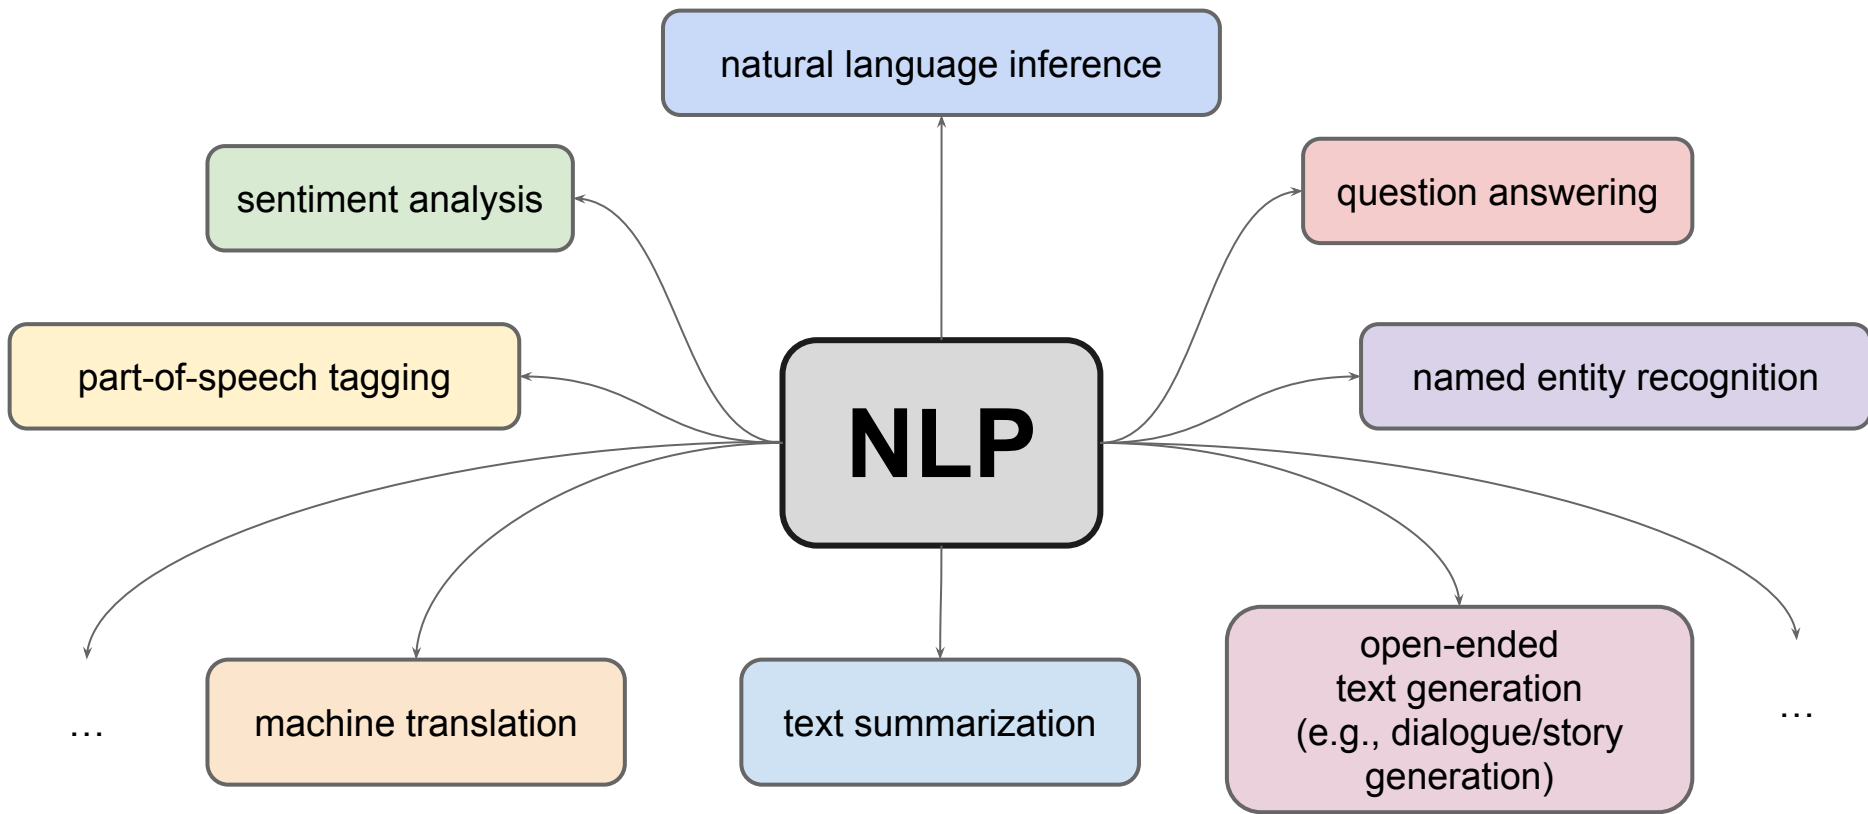 natural language inference
sentiment analysis
question answering
part-of-speech tagging
named entity recognition
NLP
machine translation
text summarization
open-ended
text generation
(e.g., dialogue/story
generation)
...
...